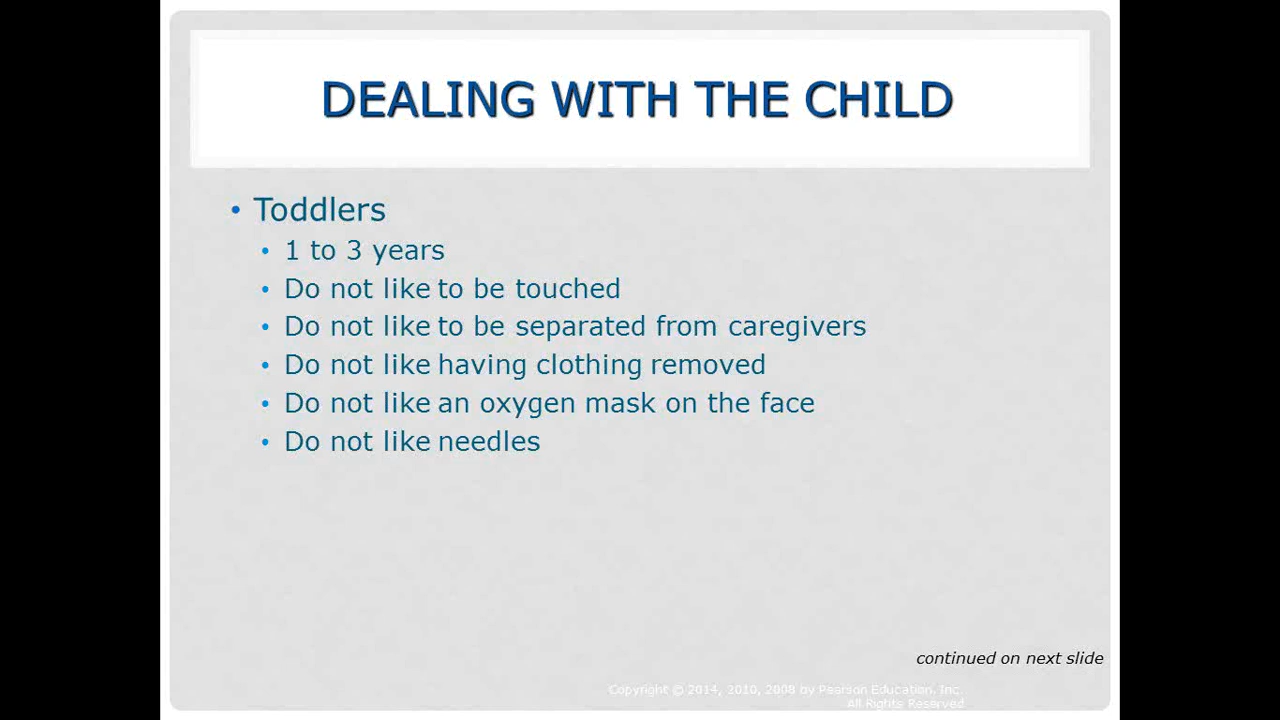 DEALING WITH THE CHILD
• Toddlers
• 1 to 3 years
• Do not like to be touched
• Do not like to be separated from caregivers
• Do not like having clothing removed
• Do not like an oxygen mask on the face
• Do not like needles
continued on next slide
Copyright © 2014, 2010, 2008 by Pearson Education, Inc.
All Rights Reserved